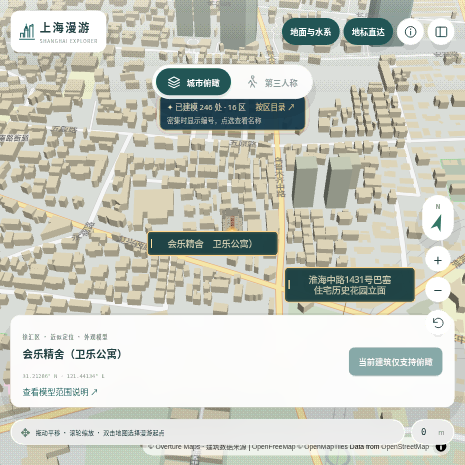 上海漫游
SHANGHAI EXPLORER
地面与水系
地标直达
城市俯瞰
第三人称
✦ 已建模 246 处 · 16 区 按区目录 ↗
密集时显示编号，点选查看名称
N
会乐精舍 卫乐公寓）
淮海中路1431号巴塞
住宅历史花园立面
徐汇区 · 近似定位 · 外观模型
会乐精舍（卫乐公寓）
当前建筑仅支持俯瞰
查看模型范围说明 ↗
拖动平移 · 滚轮缩放 · 双击地图选择漫游起点
0 m
© Overture Maps · 建筑数据来源 | OpenFreeMap © OpenMapTiles Data from OpenStreetMap